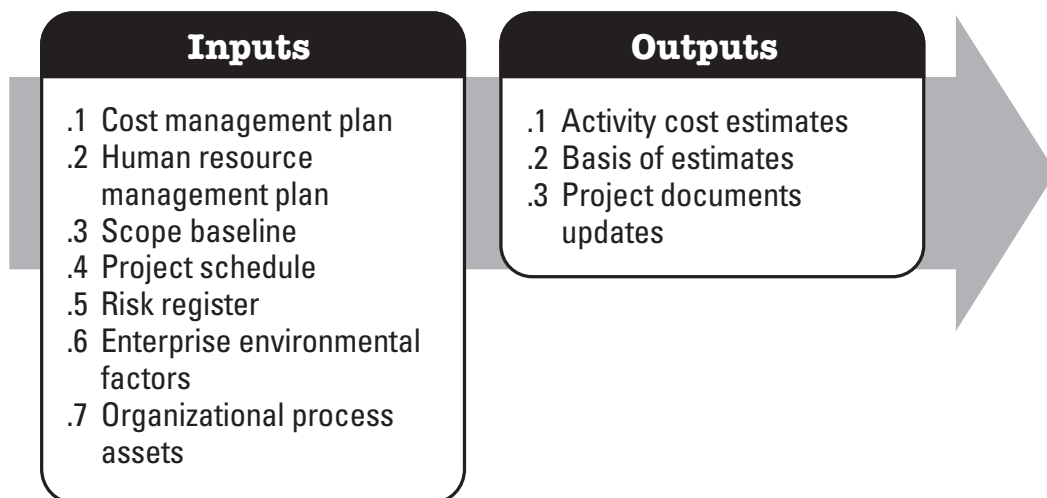 Inputs
.1 Cost management plan
.2 Human resource
management plan
.3 Scope baseline
.4 Project schedule
.5 Risk register
.6 Enterprise environmental
factors
.7 Organizational process
assets
Outputs
.1 Activity cost estimates
.2 Basis of estimates
.3 Project documents
updates